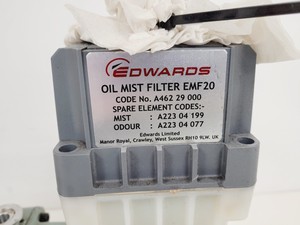 EDWARDS
OIL MIST FILTER EMF20
CODE No. A462 29 000
SPARE ELEMENT CODES:-
MIST : A223 04 199
ODOUR : A223 04 077
Edwards Limited
Manor Royal, Crawley, West Sussex RH10 9LW. UK